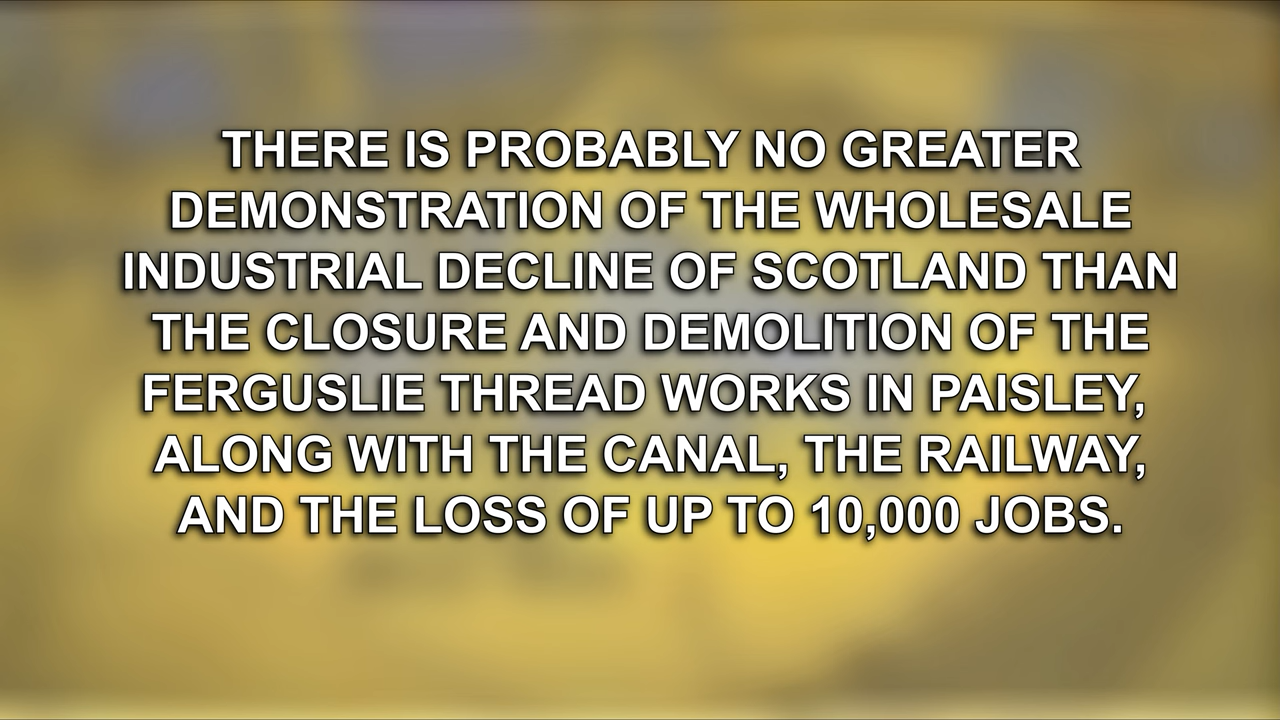 THERE IS PROBABLY NO GREATER
DEMONSTRATION OF THE WHOLESALE
INDUSTRIAL DECLINE OF SCOTLAND THAN
THE CLOSURE AND DEMOLITION OF THE
FERGUSLIE THREAD WORKS IN PAISLEY,
ALONG WITH THE CANAL, THE RAILWAY,
AND THE LOSS OF UP TO 10,000 JOBS.